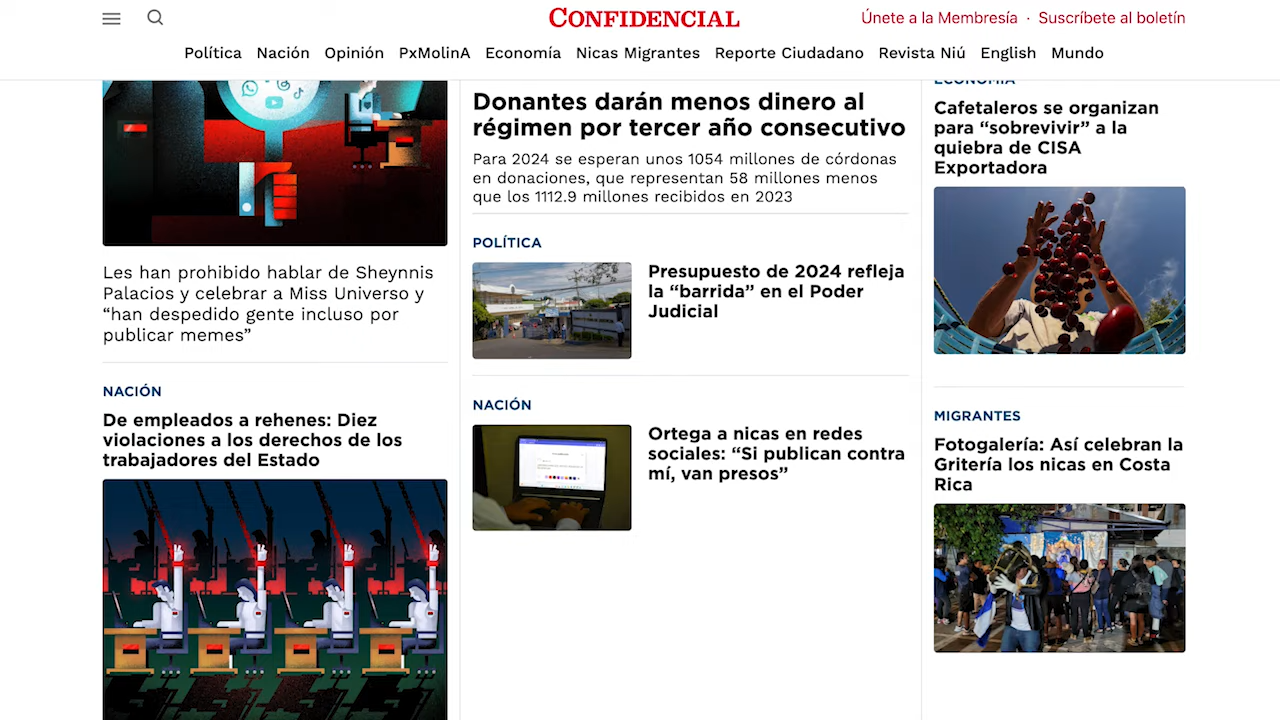 CONFIDENCIAL
Únete a la Membresía · Suscríbete al boletín
Política Nación Opinión PxMolinA Economía Nicas Migrantes Reporte Ciudadano Revista Niú English Mundo
Les han prohibido hablar de Sheynnis
Palacios y celebrar a Miss Universo y
“han despedido gente incluso por
publicar memes”
NACIÓN
De empleados a rehenes: Diez
violaciones a los derechos de los
trabajadores del Estado
Donantes darán menos dinero al
régimen por tercer año consecutivo
Para 2024 se esperan unos 1054 millones de córdonas
en donaciones, que representan 58 millones menos
que los 1112.9 millones recibidos en 2023
POLÍTICA
Presupuesto de 2024 refleja
la “barrida” en el Poder
Judicial
NACIÓN
Ortega a nicas en redes
sociales: “Si publican contra
mí, van presos”
ECONOMÍA
Cafetaleros se organizan
para “sobrevivir” a la
quiebra de CISA
Exportadora
MIGRANTES
Fotogalería: Así celebran la
Gritería los nicas en Costa
Rica